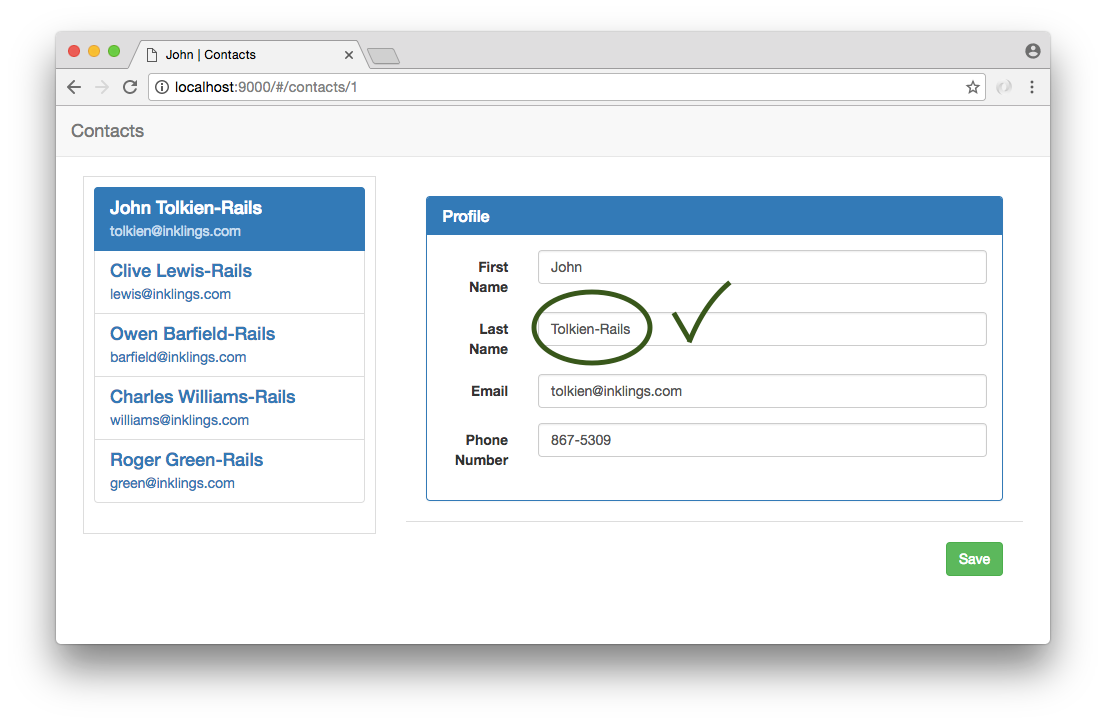 John | Contacts
localhost:9000/#/contacts/1
Contacts
John Tolkien-Rails
tolkien@inklings.com
Clive Lewis-Rails
lewis@inklings.com
Owen Barfield-Rails
barfield@inklings.com
Charles Williams-Rails
williams@inklings.com
Roger Green-Rails
green@inklings.com
Profile
First
Name
John
Last
Name
Tolkien-Rails
Email
tolkien@inklings.com
Phone
Number
867-5309
Save